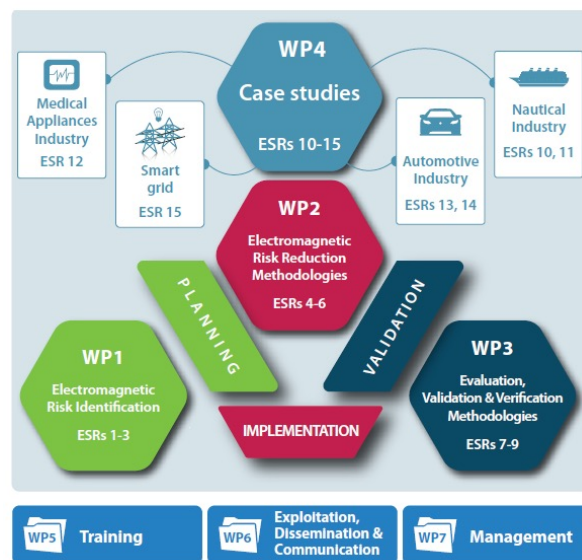 WP4
Case studies
ESRs 10-15
Medical
Appliances
Industry
ESR 12
Smart
grid
ESR 15
Automotive
Industry
ESRs 13, 14
Nautical
Industry
ESRs 10, 11
WP2
Electromagnetic
Risk Reduction
Methodologies
ESRs 4-6
PLANNING
VALIDATION
WP1
Electromagnetic
Risk Identification
ESRs 1-3
IMPLEMENTATION
WP3
Evaluation,
Validation & Verification
Methodologies
ESRs 7-9
WP5 Training
WP6 Exploitation,
Dissemination &
Communication
WP7 Management